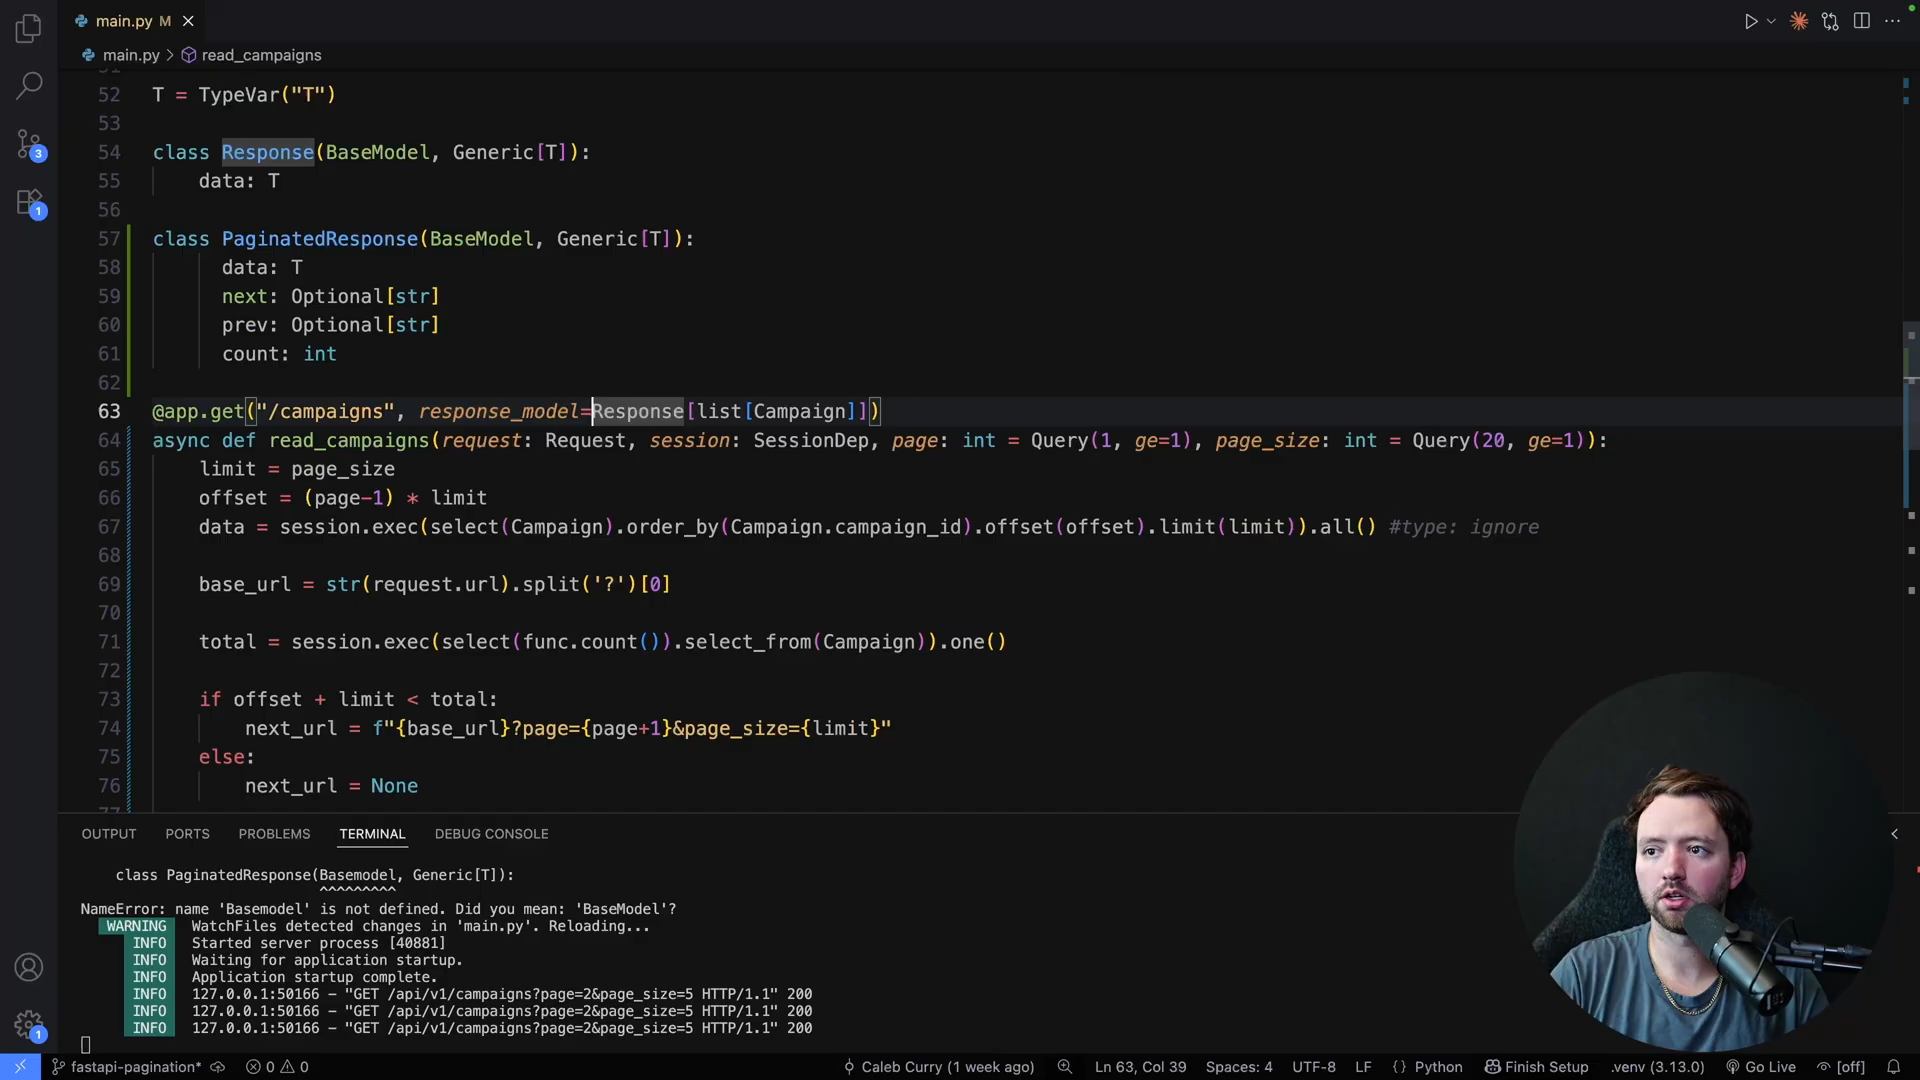 main.py M
main.py > read_campaigns
51
52 T = TypeVar("T")
53
54 class Response(BaseModel, Generic[T]):
55 data: T
56
57 class PaginatedResponse(BaseModel, Generic[T]):
58 data: T
59 next: Optional[str]
60 prev: Optional[str]
61 count: int
62
63 @app.get("/campaigns", response_model=Response[list[Campaign]])
64 async def read_campaigns(request: Request, session: SessionDep, page: int = Query(1, ge=1), page_size: int = Query(20, ge=1)):
65 limit = page_size
66 offset = (page-1) * limit
67 data = session.exec(select(Campaign).order_by(Campaign.campaign_id).offset(offset).limit(limit)).all() #type: ignore
68
69 base_url = str(request.url).split('?')[0]
70
71 total = session.exec(select(func.count()).select_from(Campaign)).one()
72
73 if offset + limit < total:
74 next_url = f"{base_url}?page={page+1}&page_size={limit}"
75 else:
76 next_url = None
3
1
OUTPUT PORTS PROBLEMS TERMINAL DEBUG CONSOLE
class PaginatedResponse(Basemodel, Generic[T]):
^^^^^^^^^
NameError: name 'Basemodel' is not defined. Did you mean: 'BaseModel'?
WARNING WatchFiles detected changes in 'main.py'. Reloading...
INFO Started server process [40881]
INFO Waiting for application startup.
INFO Application startup complete.
INFO 127.0.0.1:50166 - "GET /api/v1/campaigns?page=2&page_size=5 HTTP/1.1" 200
INFO 127.0.0.1:50166 - "GET /api/v1/campaigns?page=2&page_size=5 HTTP/1.1" 200
INFO 127.0.0.1:50166 - "GET /api/v1/campaigns?page=2&page_size=5 HTTP/1.1" 200
1
fastapi-pagination* 0 0 Caleb Curry (1 week ago) Ln 63, Col 39 Spaces: 4 UTF-8 LF {} Python Finish Setup .venv (3.13.0) Go Live [off]